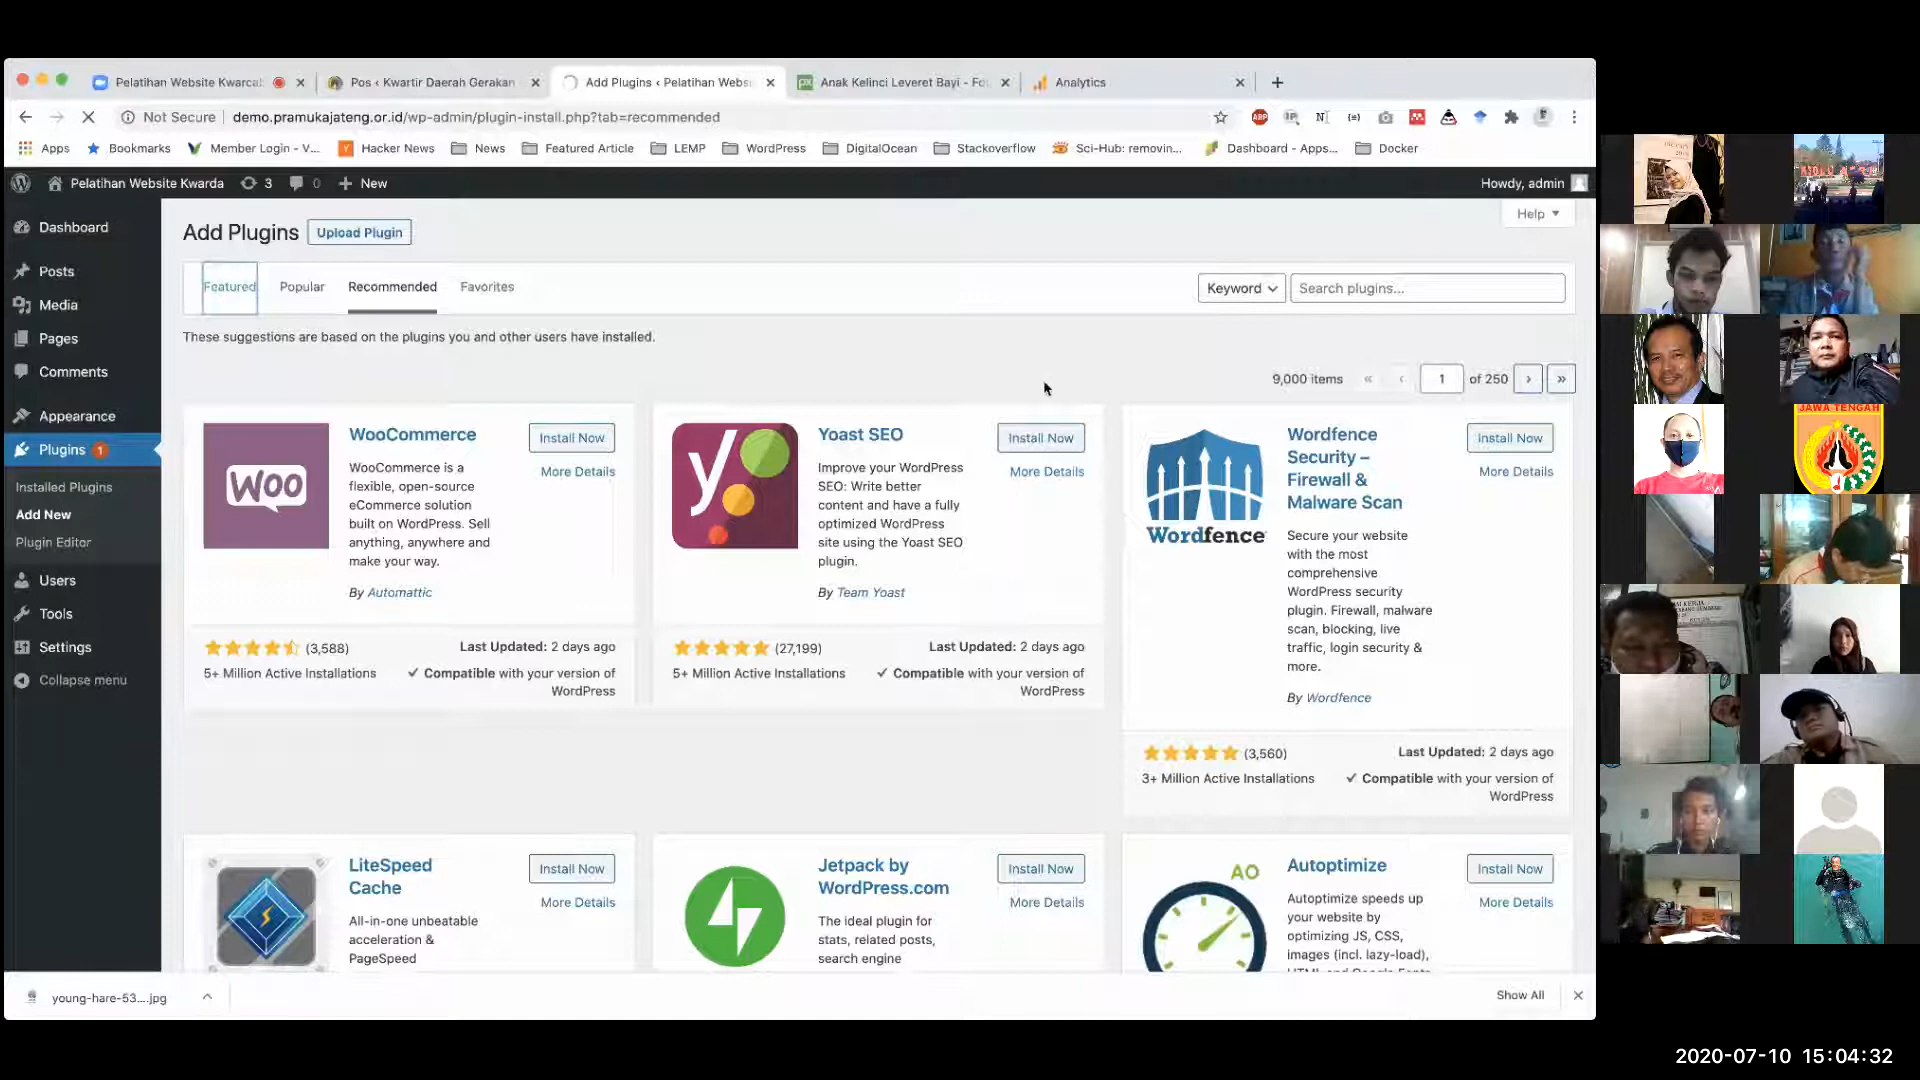 Pelatihan Website Kwarca
Pos ‹ Kwartir Daerah Gerakan
Add Plugins ‹ Pelatihan Webs
Anak Kelinci Leveret Bayi - Fo
Analytics
Not Secure
demo.pramukajateng.or.id/wp-admin/plugin-install.php?tab=recommended
ABP
Apps
Bookmarks
Member Login - V...
Hacker News
News
Featured Article
LEMP
WordPress
DigitalOcean
Stackoverflow
Sci-Hub: removin...
Dashboard - Apps...
Docker
Pelatihan Website Kwarda
3
0
New
Howdy, admin
Dashboard
Posts
Media
Pages
Comments
Appearance
Plugins 1
Installed Plugins
Add New
Plugin Editor
Users
Tools
Settings
Collapse menu
Help
Add Plugins
Upload Plugin
Featured
Popular
Recommended
Favorites
Keyword
Search plugins...
These suggestions are based on the plugins you and other users have installed.
9,000 items « ‹ 1 of 250 › »
WOO
WooCommerce
Install Now
More Details
WooCommerce is a
flexible, open-source
eCommerce solution
built on WordPress. Sell
anything, anywhere and
make your way.
By Automattic
(3,588)
Last Updated: 2 days ago
5+ Million Active Installations
Compatible with your version of
WordPress
y
Yoast SEO
Install Now
More Details
Improve your WordPress
SEO: Write better
content and have a fully
optimized WordPress
site using the Yoast SEO
plugin.
By Team Yoast
(27,199)
Last Updated: 2 days ago
5+ Million Active Installations
Compatible with your version of
WordPress
Wordfence
Wordfence
Security –
Firewall &
Malware Scan
Install Now
More Details
Secure your website
with the most
comprehensive
WordPress security
plugin. Firewall, malware
scan, blocking, live
traffic, login security &
more.
By Wordfence
(3,560)
Last Updated: 2 days ago
3+ Million Active Installations
Compatible with your version of
WordPress
LiteSpeed
Cache
Install Now
More Details
All-in-one unbeatable
acceleration &
PageSpeed
Jetpack by
WordPress.com
Install Now
More Details
The ideal plugin for
stats, related posts,
search engine
AO
Autoptimize
Install Now
More Details
Autoptimize speeds up
your website by
optimizing JS, CSS,
images (incl. lazy-load),
HTML and Google Fonts
young-hare-53....jpg
Show All
JAWA TENGAH
2020-07-10 15:04:32